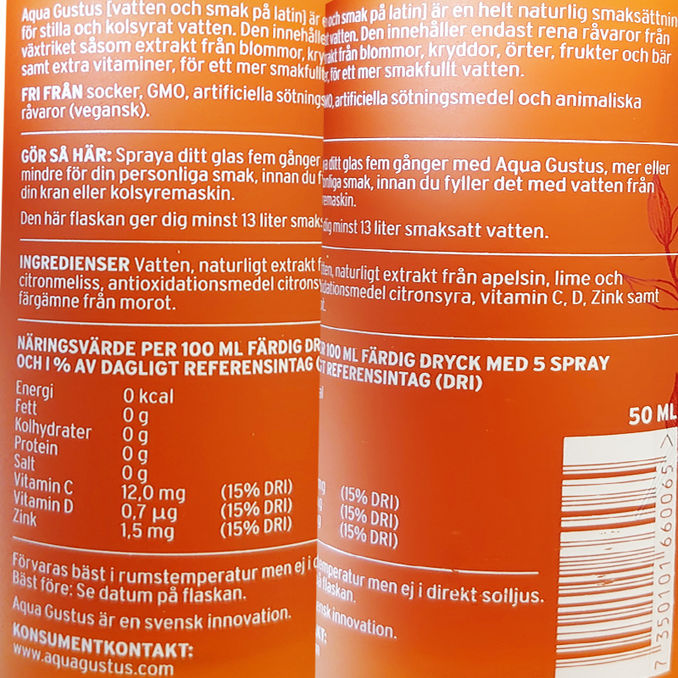 Aqua Gustus [vatten och smak på latin] är en helt naturlig smaksättnin
för stilla och kolsyrat vatten. Den innehåller endast rena råvaror från
växtriket såsom extrakt från blommor, kryddor, örter, frukter och bär
samt extra vitaminer, för ett mer smakfullt vatten.
FRI FRÅN socker, GMO, artificiella sötningsmedel och animaliska
råvaror (vegansk).
GÖR SÅ HÄR: Spraya ditt glas fem gånger med Aqua Gustus, mer eller
mindre för din personliga smak, innan du fyller det med vatten från
din kran eller kolsyremaskin.
Den här flaskan ger dig minst 13 liter smaksatt vatten.
INGREDIENSER Vatten, naturligt extrakt från apelsin, lime och
citronmeliss, antioxidationsmedel citronsyra, vitamin C, D, Zink samt
färgämne från morot.
NÄRINGSVÄRDE PER 100 ML FÄRDIG DRYCK MED 5 SPRAY
OCH I % AV DAGLIGT REFERENSINTAG (DRI)
Energi 0 kcal
Fett 0 g
Kolhydrater 0 g
Protein 0 g
Salt 0 g
Vitamin C 12,0 mg (15% DRI)
Vitamin D 0,7 µg (15% DRI)
Zink 1,5 mg (15% DRI)
50 ML
Förvaras bäst i rumstemperatur men ej i direkt solljus.
Bäst före: Se datum på flaskan.
Aqua Gustus är en svensk innovation.
KONSUMENTKONTAKT:
www.aquagustus.com
7 350101 660065 >